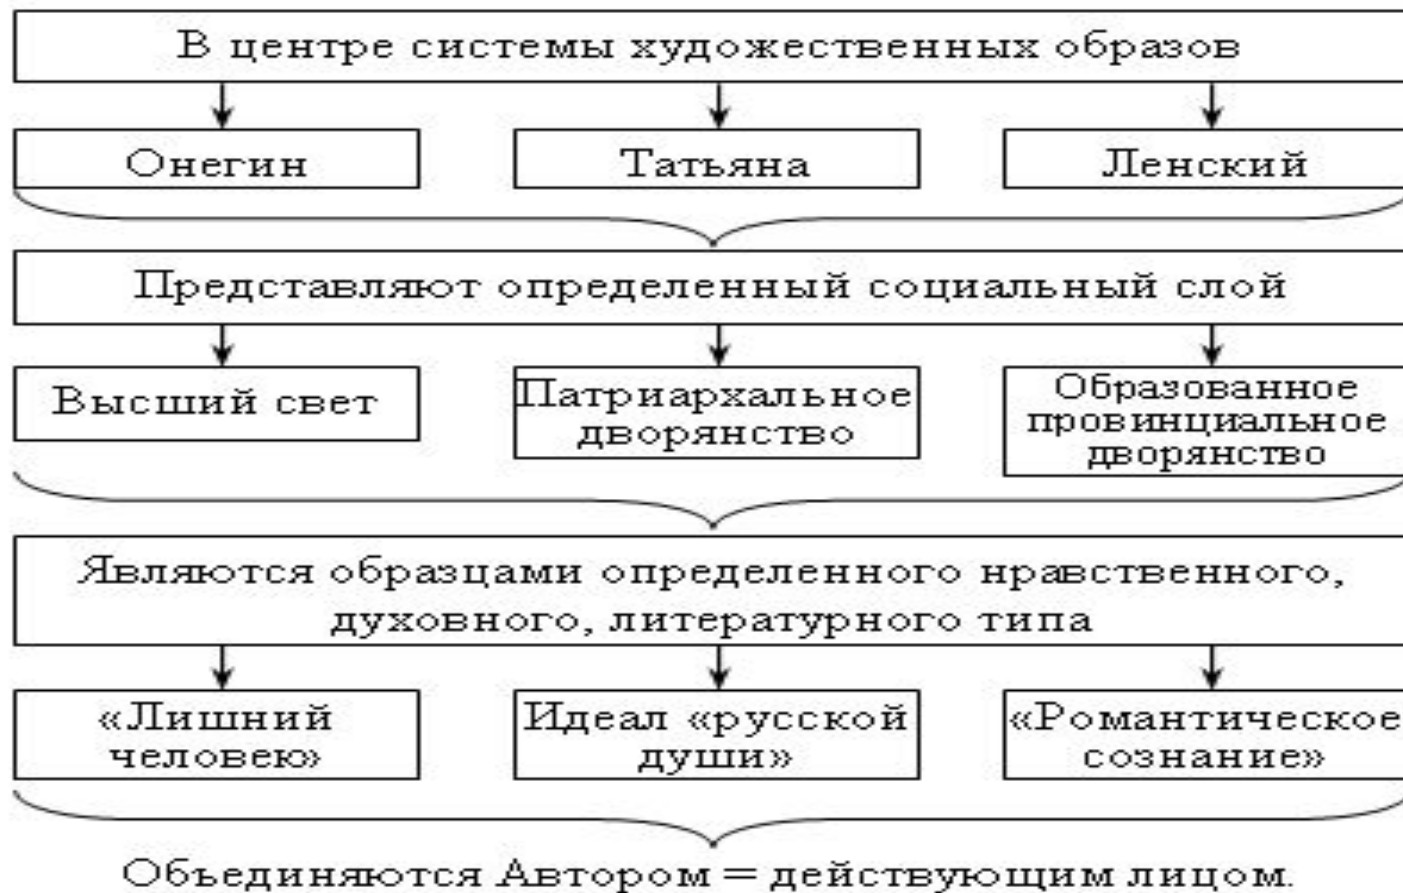 В центре системы художественных образов
Онегин
Татьяна
Ленский
Представляют определенный социальный слой
Высший свет
Патриархальное
дворянство
Образованное
провинциальное
дворянство
Являются образцами определенного нравственного,
духовного, литературного типа
«Лишний
человею»
Идеал «русской
души»
«Романтическое
сознание»
Объединяются Автором = действующим лицом.